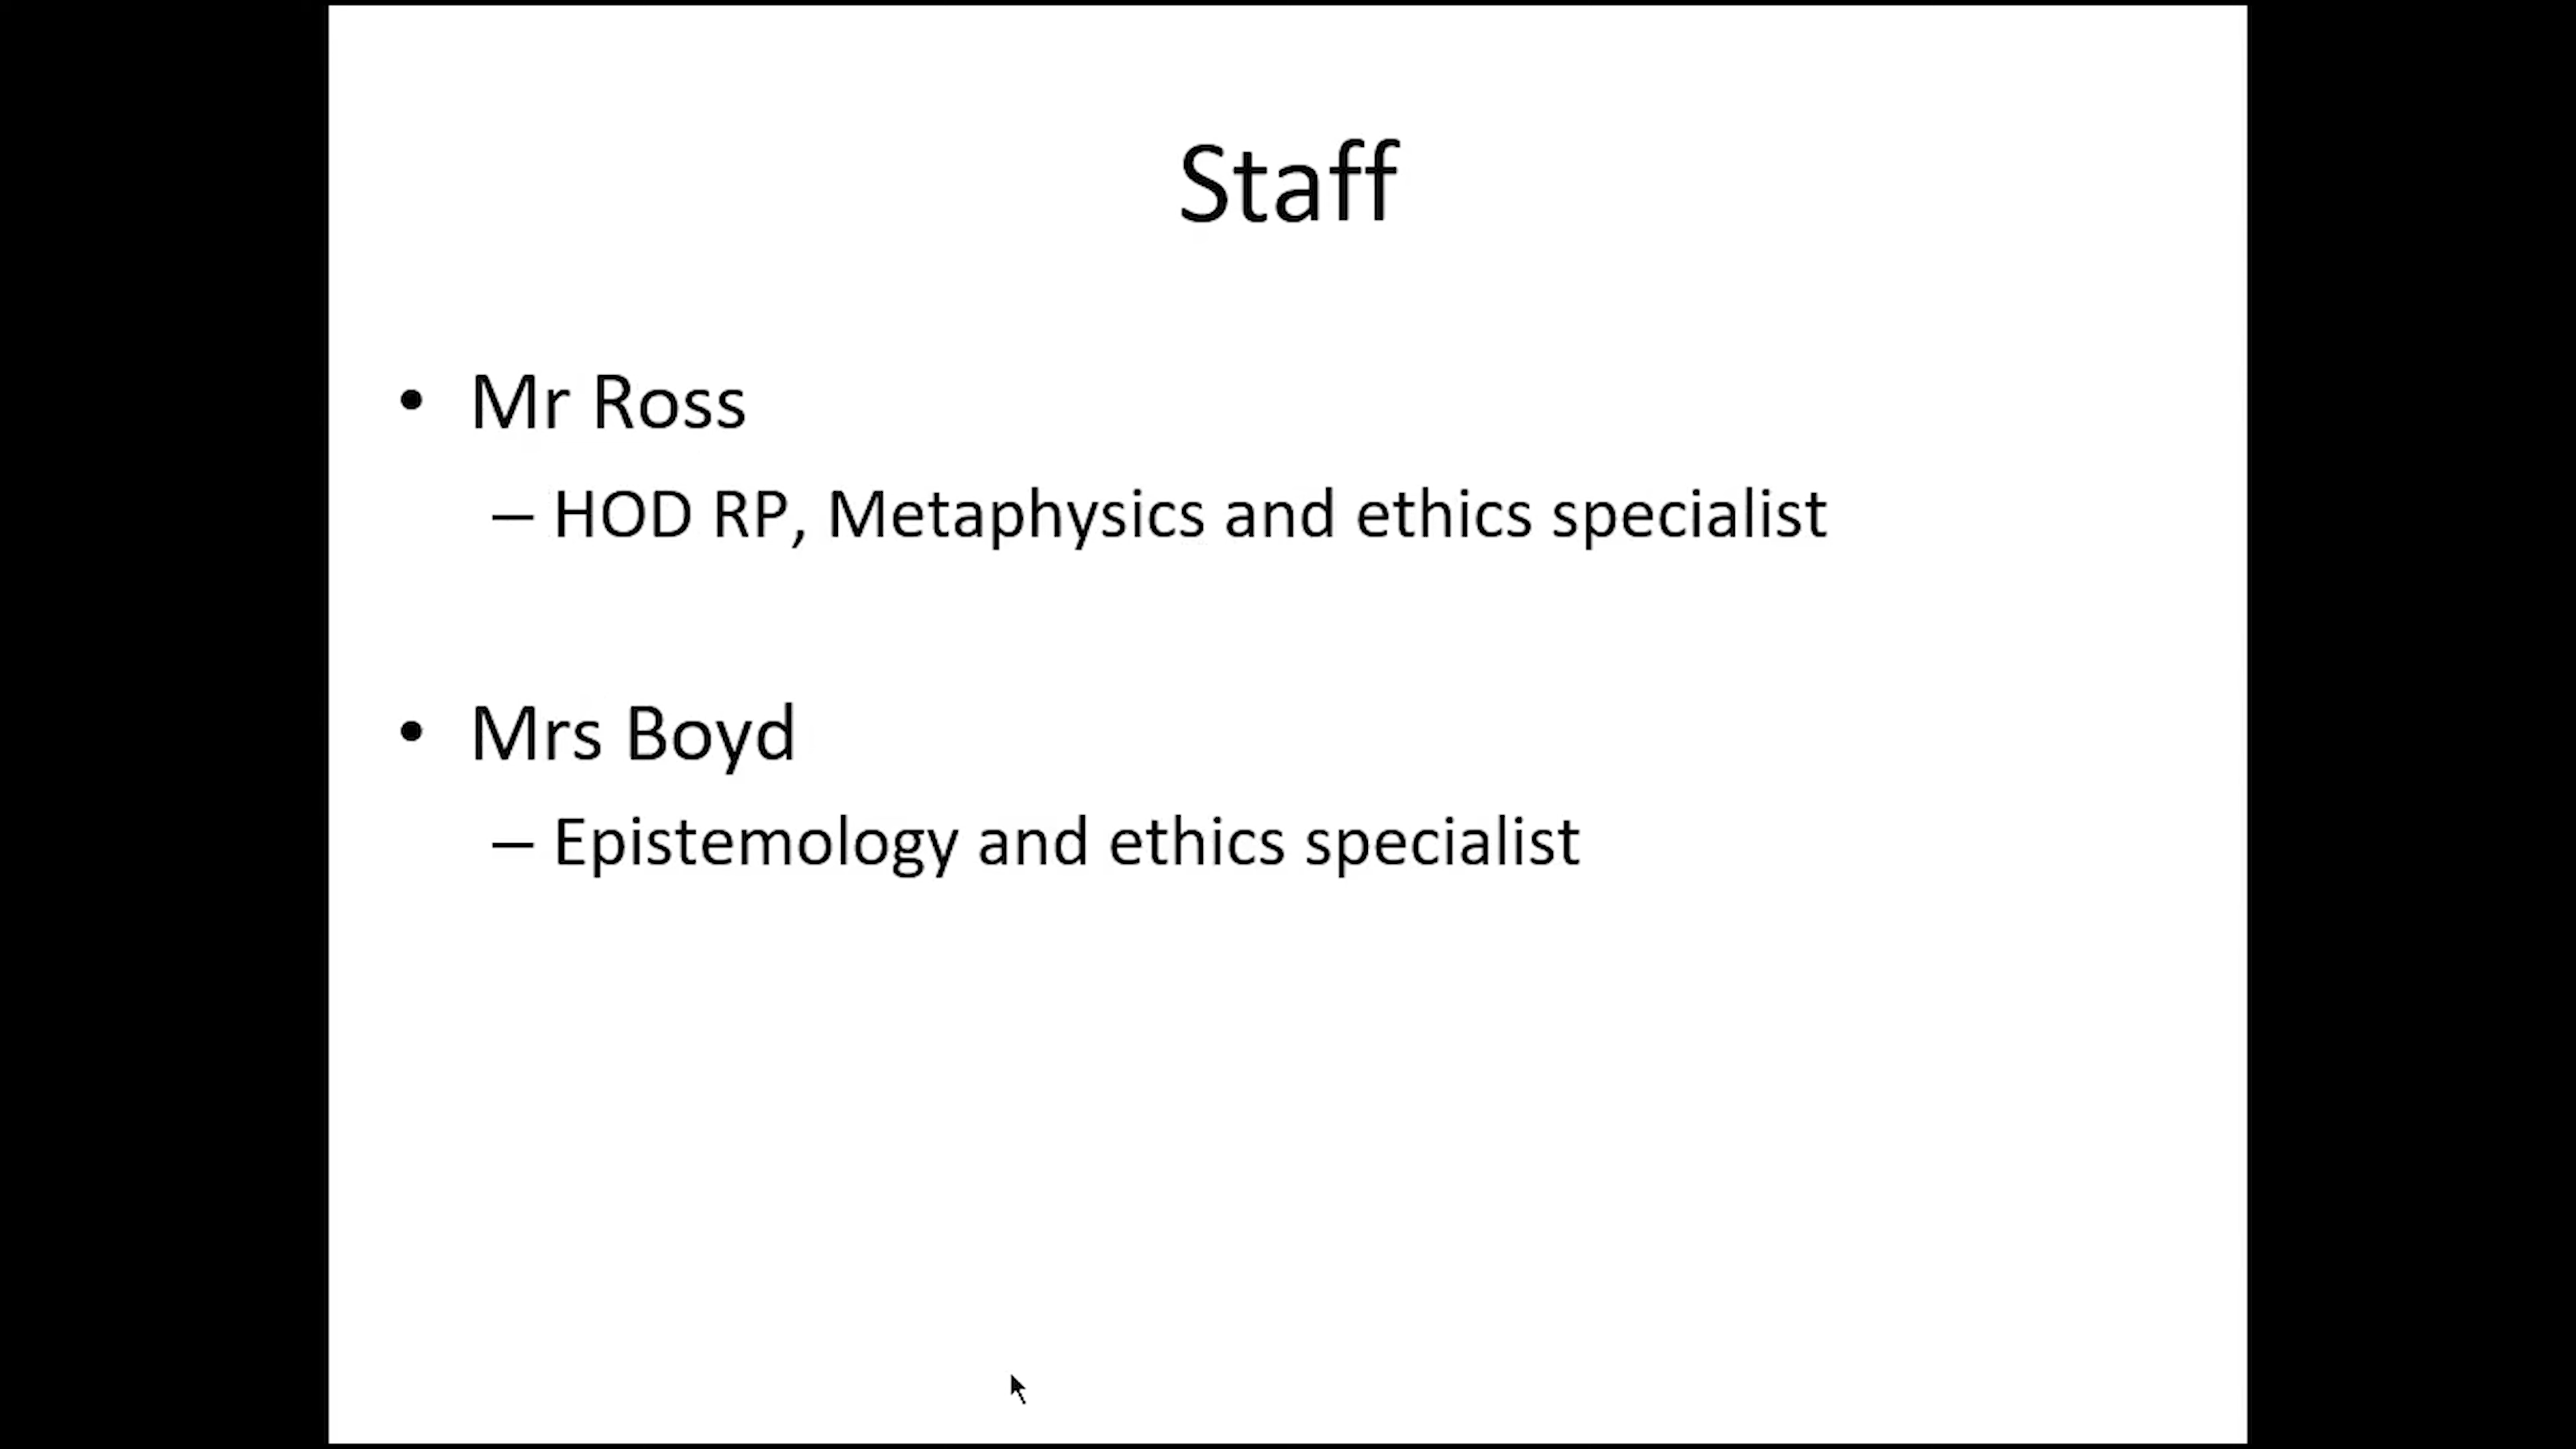 Staff
• Mr Ross
– HOD RP, Metaphysics and ethics specialist
• Mrs Boyd
– Epistemology and ethics specialist